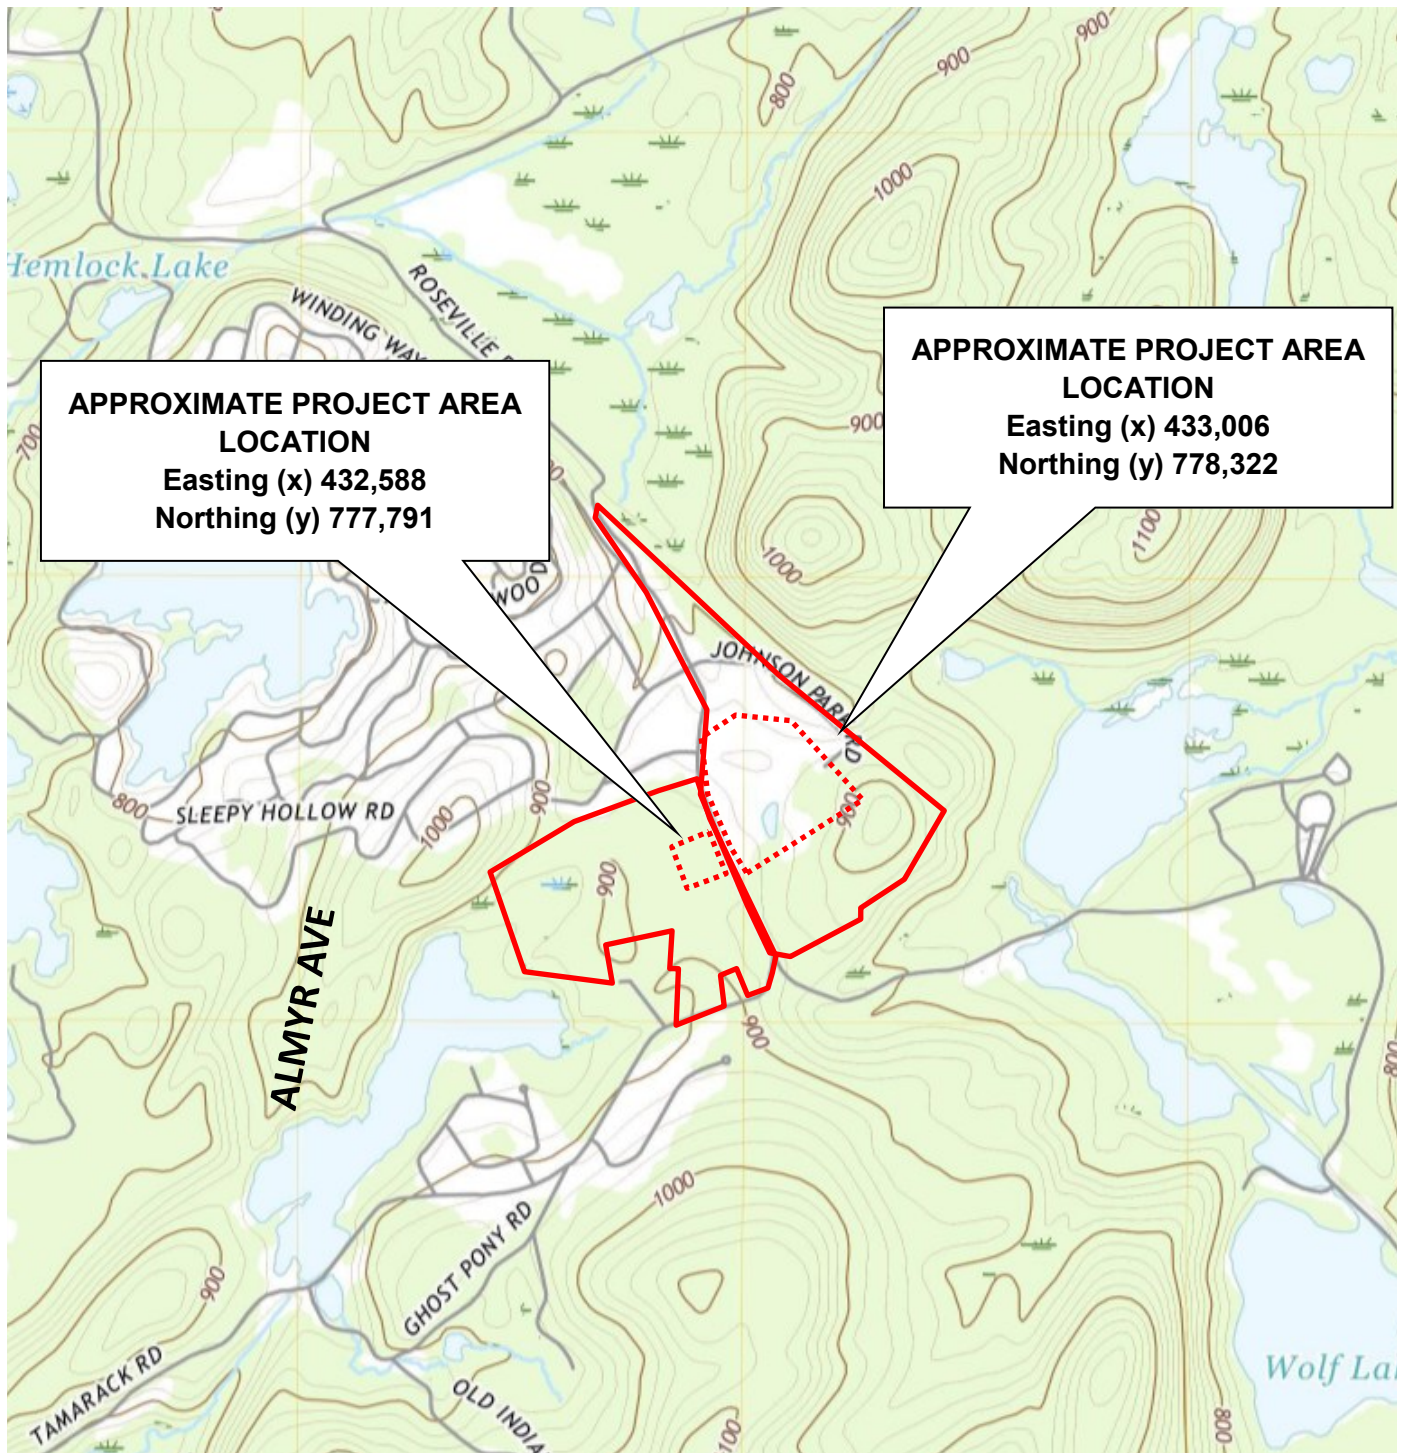 900
900
800
1000
Hemlock Lake
ROSEVILLE
WINDING WAY
APPROXIMATE PROJECT AREA
LOCATION
Easting (x) 433,006
Northing (y) 778,322
APPROXIMATE PROJECT AREA
LOCATION
Easting (x) 432,588
Northing (y) 777,791
900
700
1100
1000
WOOD
JOHNSON PARK RD
800
SLEEPY HOLLOW RD
1000
900
900
900
ALMYR AVE
900
800
1000
GHOST PONY RD
900
TAMARACK RD
OLD INDIA
Wolf La
800